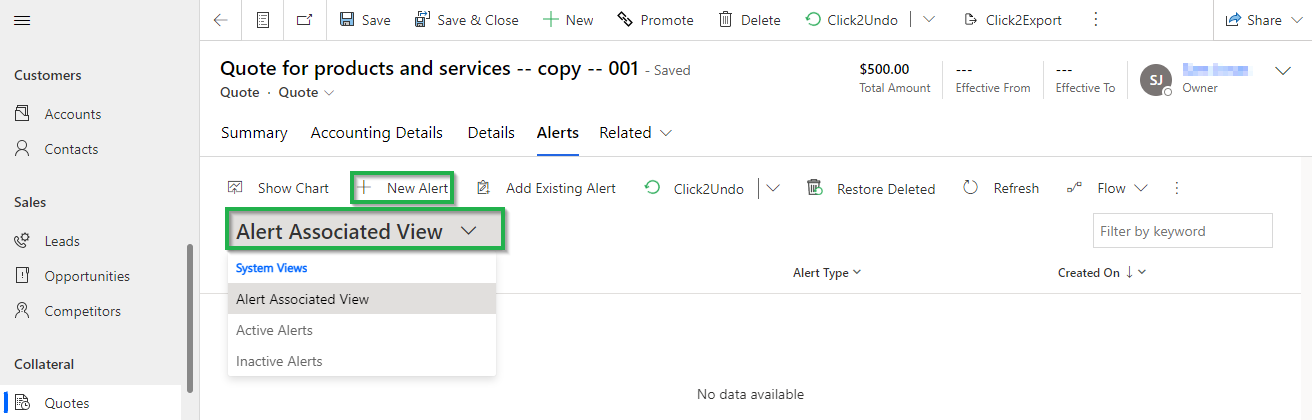 Save
Save & Close
New
Promote
Delete
Click2Undo
Click2Export
Share
Customers
Accounts
Contacts
Sales
Leads
Opportunities
Competitors
Collateral
Quotes
Quote for products and services -- copy -- 001 - Saved
Quote · Quote
$500.00
Total Amount
---
Effective From
---
Effective To
SJ
Owner
Summary
Accounting Details
Details
Alerts
Related
Show Chart
New Alert
Add Existing Alert
Click2Undo
Restore Deleted
Refresh
Flow
Alert Associated View
Filter by keyword
System Views
Alert Associated View
Active Alerts
Inactive Alerts
Alert Type
Created On
No data available